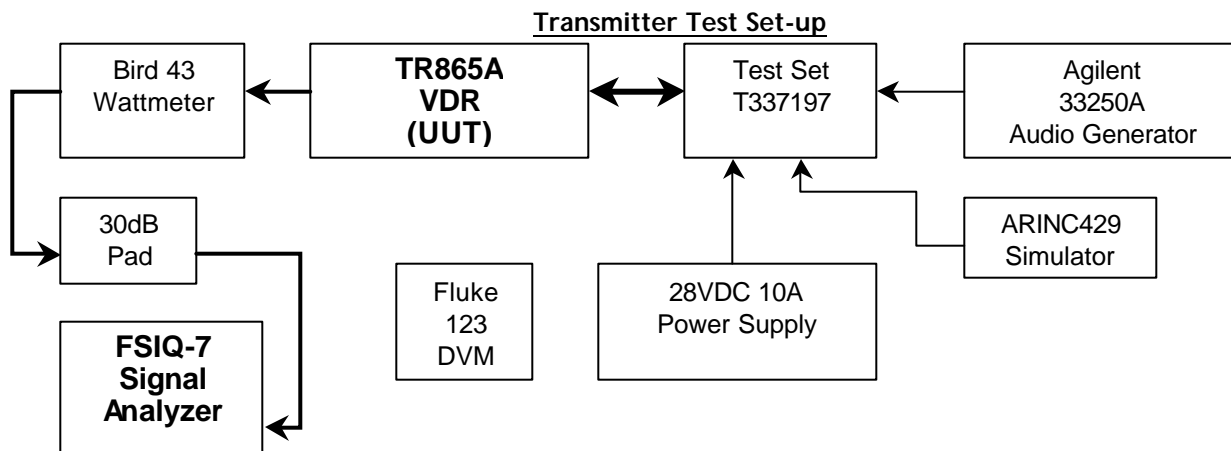 Transmitter Test Set-up
Bird 43
Wattmeter
TR865A
VDR
(UUT)
Test Set
T337197
Agilent
33250A
Audio Generator
30dB
Pad
ARINC429
Simulator
Fluke
123
DVM
28VDC 10A
Power Supply
FSIQ-7
Signal
Analyzer